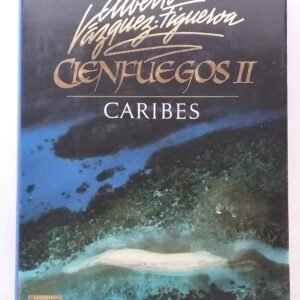 Alberto
Vázquez-Figueroa
CIENFUEGOS II
CARIBES